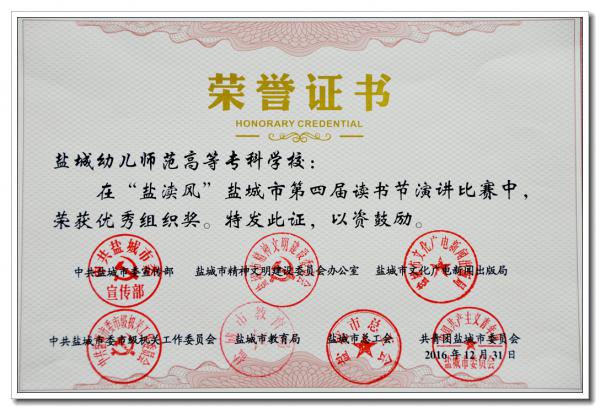 荣誉证书
HONORARY CREDENTIAL
盐城幼儿师范高等专科学校：
在“盐渎风”盐城市第四届读书节演讲比赛中，
荣获优秀组织奖。特发此证，以资鼓励。
中共盐城市委宣传部 盐城市精神文明建设委员会办公室 盐城市文化广电新闻出版局
中共盐城市委市级机关工作委员会 盐城市教育局 盐城市总工会 共青团盐城市委员会
2016年12月31日